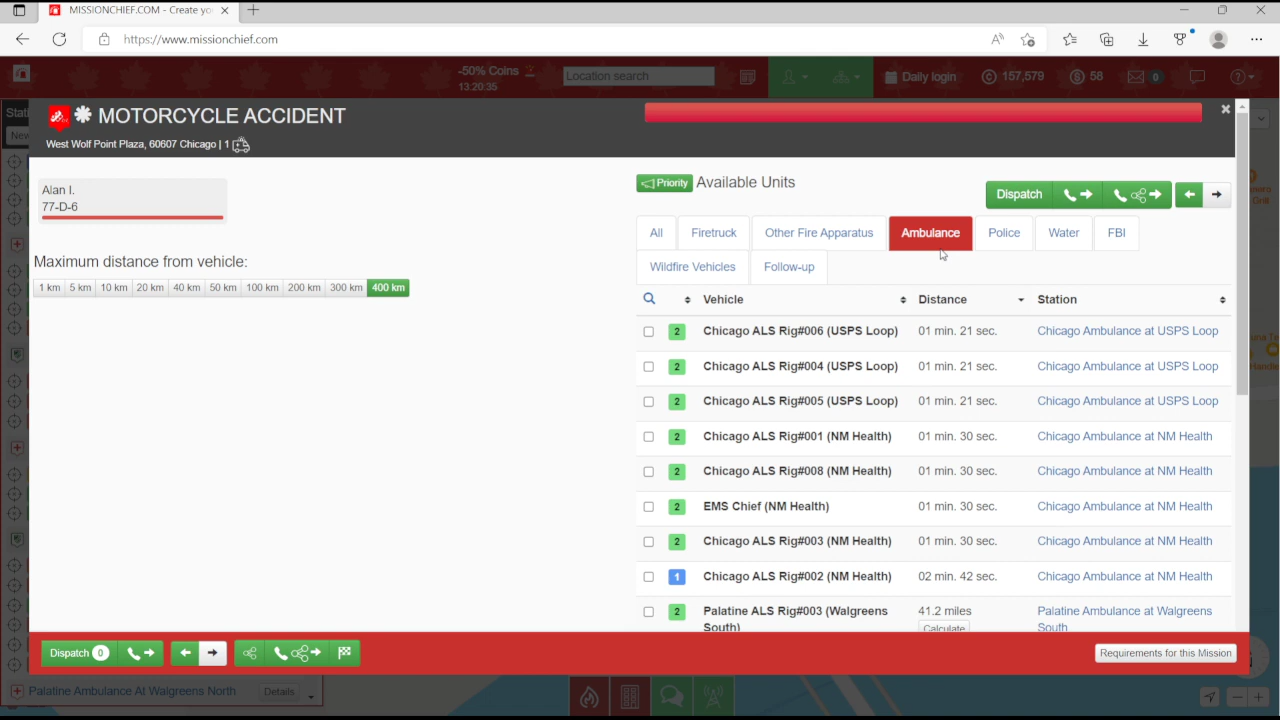 MISSIONCHIEF.COM - Create yo
https://www.missionchief.com
-50% Coins
13:20:35
Location search
Daily login
157,579
58
0
Stati
New
MOTORCYCLE ACCIDENT
West Wolf Point Plaza, 60607 Chicago | 1
Alan I.
77-D-6
Maximum distance from vehicle:
1 km 5 km 10 km 20 km 40 km 50 km 100 km 200 km 300 km 400 km
Priority Available Units
Dispatch
All Firetruck Other Fire Apparatus Ambulance Police Water FBI
Wildfire Vehicles Follow-up
Vehicle Distance Station
2 Chicago ALS Rig#006 (USPS Loop) 01 min. 21 sec. Chicago Ambulance at USPS Loop
2 Chicago ALS Rig#004 (USPS Loop) 01 min. 21 sec. Chicago Ambulance at USPS Loop
2 Chicago ALS Rig#005 (USPS Loop) 01 min. 21 sec. Chicago Ambulance at USPS Loop
2 Chicago ALS Rig#001 (NM Health) 01 min. 30 sec. Chicago Ambulance at NM Health
2 Chicago ALS Rig#008 (NM Health) 01 min. 30 sec. Chicago Ambulance at NM Health
2 EMS Chief (NM Health) 01 min. 30 sec. Chicago Ambulance at NM Health
2 Chicago ALS Rig#003 (NM Health) 01 min. 30 sec. Chicago Ambulance at NM Health
1 Chicago ALS Rig#002 (NM Health) 02 min. 42 sec. Chicago Ambulance at NM Health
2 Palatine ALS Rig#003 (Walgreens 41.2 miles Palatine Ambulance at Walgreens
South) Calculate South
Dispatch 0
Requirements for this Mission
Palatine Ambulance At Walgreens North Details